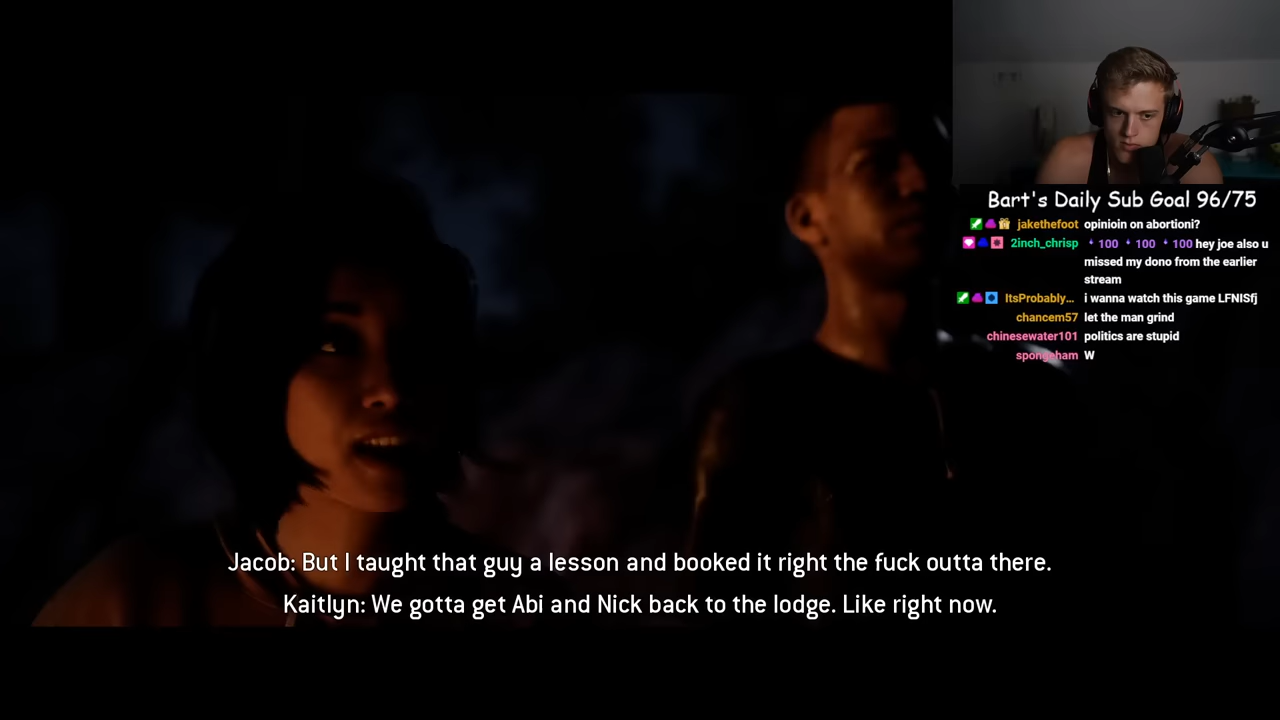 Bart's Daily Sub Goal 96/75
jakethefoot opinioin on abortioni?
2inch_chrisp 100 100 100 hey joe also u
missed my dono from the earlier
stream
ItsProbably... i wanna watch this game LFNISfj
chancem57 let the man grind
chinesewater101 politics are stupid
spongeham W
Jacob: But I taught that guy a lesson and booked it right the fuck outta there.
Kaitlyn: We gotta get Abi and Nick back to the lodge. Like right now.